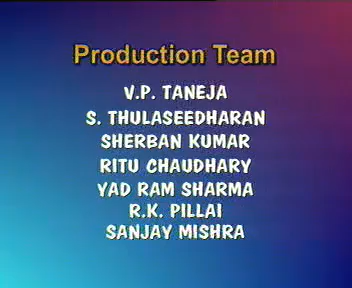 Production Team
V.P. TANEJA
S. THULASEEDHARAN
SHERBAN KUMAR
RITU CHAUDHARY
YAD RAM SHARMA
R.K. PILLAI
SANJAY MISHRA